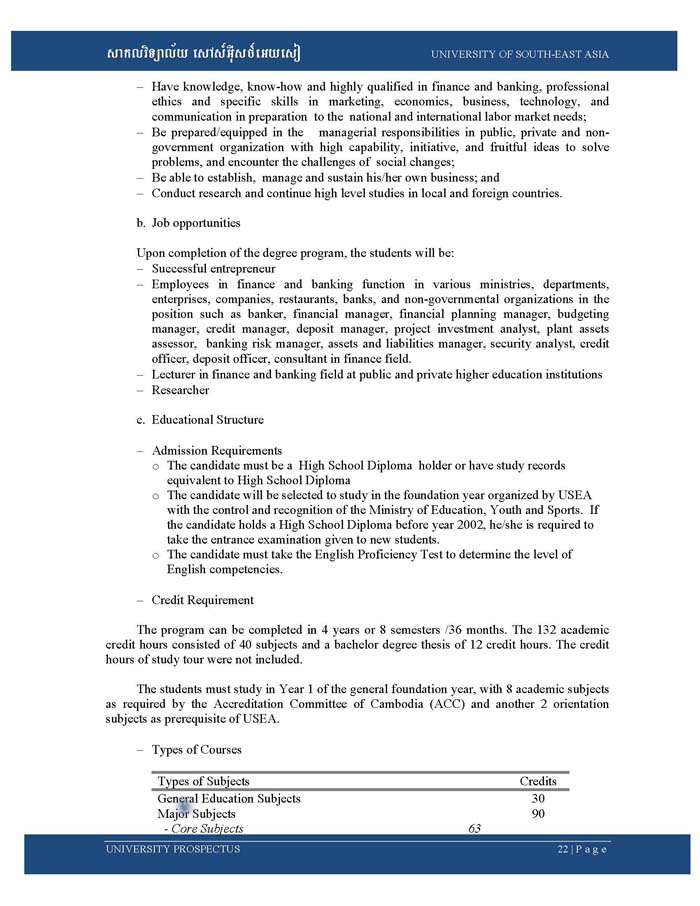 សាកលវិទ្យាល័យ សៅស៍អ៊ីសថ៍អេយសៀ
UNIVERSITY OF SOUTH-EAST ASIA
– Have knowledge, know-how and highly qualified in finance and banking, professional
ethics and specific skills in marketing, economics, business, technology, and
communication in preparation to the national and international labor market needs;
– Be prepared/equipped in the managerial responsibilities in public, private and non-
government organization with high capability, initiative, and fruitful ideas to solve
problems, and encounter the challenges of social changes;
– Be able to establish, manage and sustain his/her own business; and
– Conduct research and continue high level studies in local and foreign countries.
b. Job opportunities
Upon completion of the degree program, the students will be:
– Successful entrepreneur
– Employees in finance and banking function in various ministries, departments,
enterprises, companies, restaurants, banks, and non-governmental organizations in the
position such as banker, financial manager, financial planning manager, budgeting
manager, credit manager, deposit manager, project investment analyst, plant assets
assessor, banking risk manager, assets and liabilities manager, security analyst, credit
officer, deposit officer, consultant in finance field.
– Lecturer in finance and banking field at public and private higher education institutions
– Researcher
c. Educational Structure
– Admission Requirements
o The candidate must be a High School Diploma holder or have study records
equivalent to High School Diploma
o The candidate will be selected to study in the foundation year organized by USEA
with the control and recognition of the Ministry of Education, Youth and Sports. If
the candidate holds a High School Diploma before year 2002, he/she is required to
take the entrance examination given to new students.
o The candidate must take the English Proficiency Test to determine the level of
English competencies.
– Credit Requirement
The program can be completed in 4 years or 8 semesters /36 months. The 132 academic
credit hours consisted of 40 subjects and a bachelor degree thesis of 12 credit hours. The credit
hours of study tour were not included.
The students must study in Year 1 of the general foundation year, with 8 academic subjects
as required by the Accreditation Committee of Cambodia (ACC) and another 2 orientation
subjects as prerequisite of USEA.
– Types of Courses
Types of Subjects Credits
General Education Subjects 30
Major Subjects 90
- Core Subjects 63
UNIVERSITY PROSPECTUS 22 | P a g e